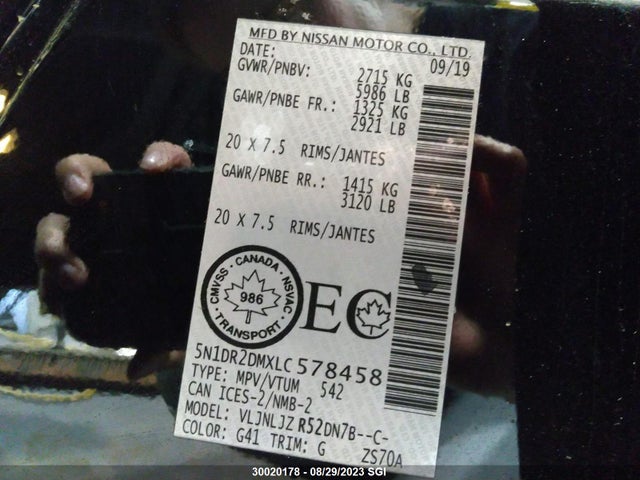 MFD BY NISSAN MOTOR CO., LTD.
DATE: 09/19
GVWR/PNBV: 2715 KG
5986 LB
GAWR/PNBE FR.: 1325 KG
2921 LB
20 X 7.5 RIMS/JANTES
GAWR/PNBE RR.: 1415 KG
3120 LB
20 X 7.5 RIMS/JANTES
CMVSS · CANADA · NSVAC
986
· TRANSPORT ·
EC
5N1DR2DMXLC578458
TYPE: MPV/VTUM 542
CAN ICES-2/NMB-2
MODEL: VLJNLJZ R52DN7B--C-
COLOR: G41 TRIM: G ZS70A
30020178 - 08/29/2023 SGI